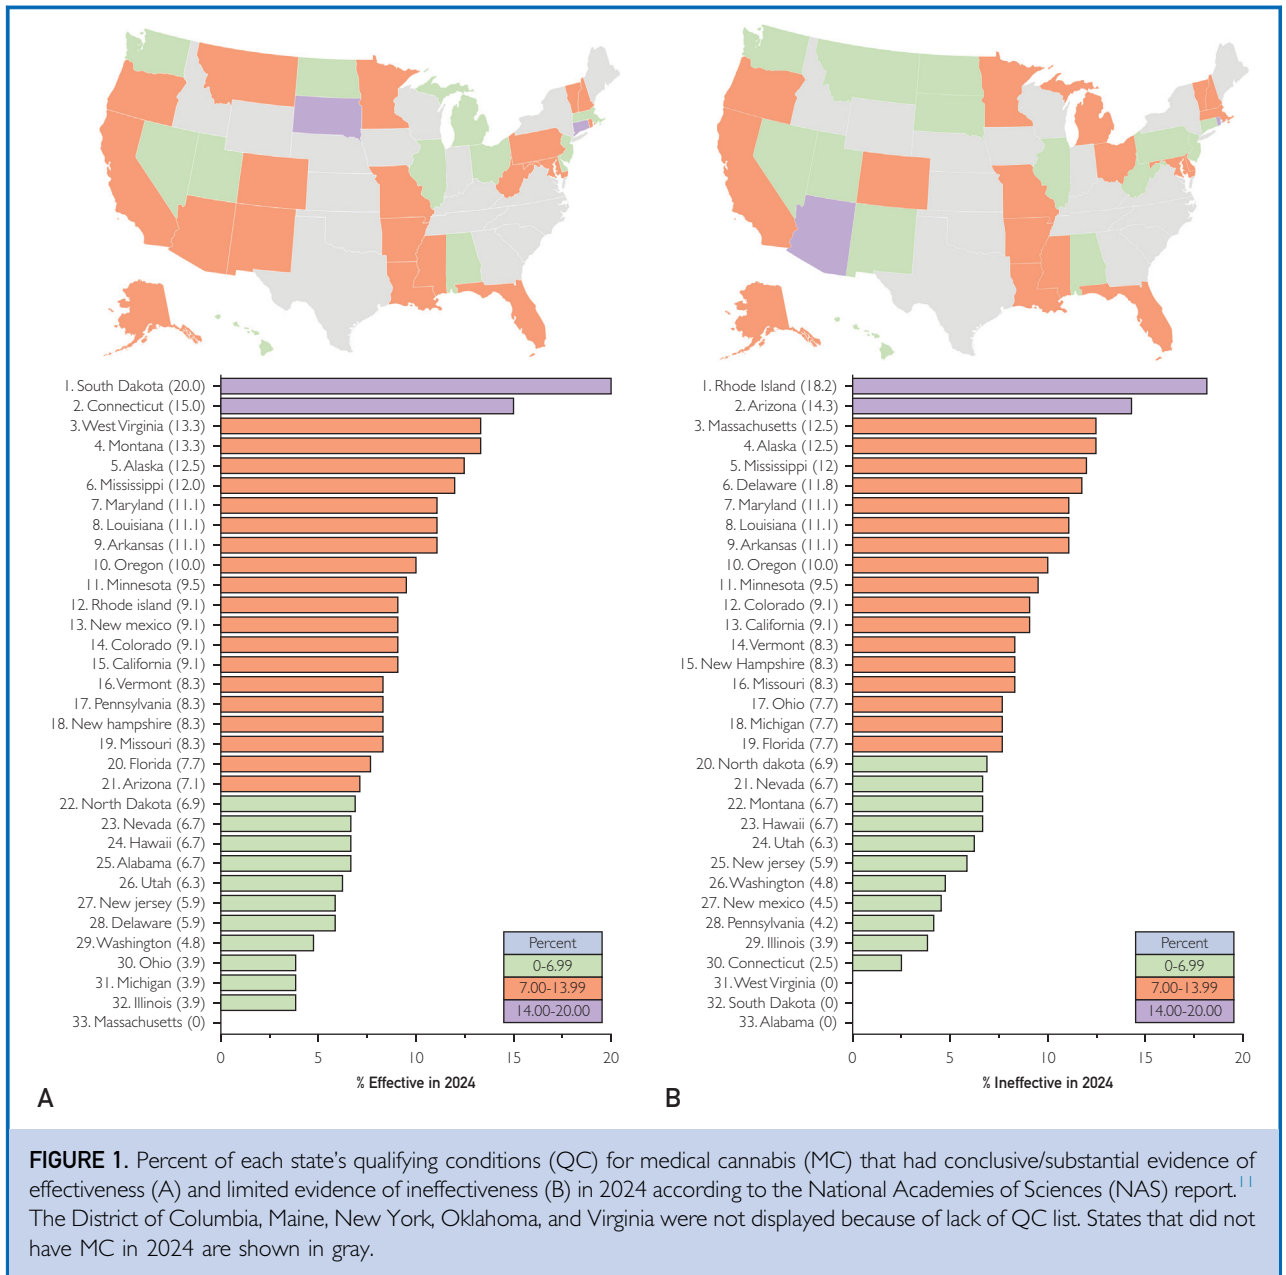 1. South Dakota (20.0)
2. Connecticut (15.0)
3. West Virginia (13.3)
4. Montana (13.3)
5. Alaska (12.5)
6. Mississippi (12.0)
7. Maryland (11.1)
8. Louisiana (11.1)
9. Arkansas (11.1)
10. Oregon (10.0)
11. Minnesota (9.5)
12. Rhode island (9.1)
13. New mexico (9.1)
14. Colorado (9.1)
15. California (9.1)
16. Vermont (8.3)
17. Pennsylvania (8.3)
18. New hampshire (8.3)
19. Missouri (8.3)
20. Florida (7.7)
21. Arizona (7.1)
22. North Dakota (6.9)
23. Nevada (6.7)
24. Hawaii (6.7)
25. Alabama (6.7)
26. Utah (6.3)
27. New jersey (5.9)
28. Delaware (5.9)
29. Washington (4.8)
30. Ohio (3.9)
31. Michigan (3.9)
32. Illinois (3.9)
33. Massachusetts (0)
Percent
0-6.99
7.00-13.99
14.00-20.00
0 5 10 15 20
% Effective in 2024
A
1. Rhode Island (18.2)
2. Arizona (14.3)
3. Massachusetts (12.5)
4. Alaska (12.5)
5. Mississippi (12)
6. Delaware (11.8)
7. Maryland (11.1)
8. Louisiana (11.1)
9. Arkansas (11.1)
10. Oregon (10.0)
11. Minnesota (9.5)
12. Colorado (9.1)
13. California (9.1)
14. Vermont (8.3)
15. New Hampshire (8.3)
16. Missouri (8.3)
17. Ohio (7.7)
18. Michigan (7.7)
19. Florida (7.7)
20. North dakota (6.9)
21. Nevada (6.7)
22. Montana (6.7)
23. Hawaii (6.7)
24. Utah (6.3)
25. New jersey (5.9)
26. Washington (4.8)
27. New mexico (4.5)
28. Pennsylvania (4.2)
29. Illinois (3.9)
30. Connecticut (2.5)
31. West Virginia (0)
32. South Dakota (0)
33. Alabama (0)
Percent
0-6.99
7.00-13.99
14.00-20.00
0 5 10 15 20
% Ineffective in 2024
B
FIGURE 1. Percent of each state's qualifying conditions (QC) for medical cannabis (MC) that had conclusive/substantial evidence of
effectiveness (A) and limited evidence of ineffectiveness (B) in 2024 according to the National Academies of Sciences (NAS) report.11
The District of Columbia, Maine, New York, Oklahoma, and Virginia were not displayed because of lack of QC list. States that did not
have MC in 2024 are shown in gray.